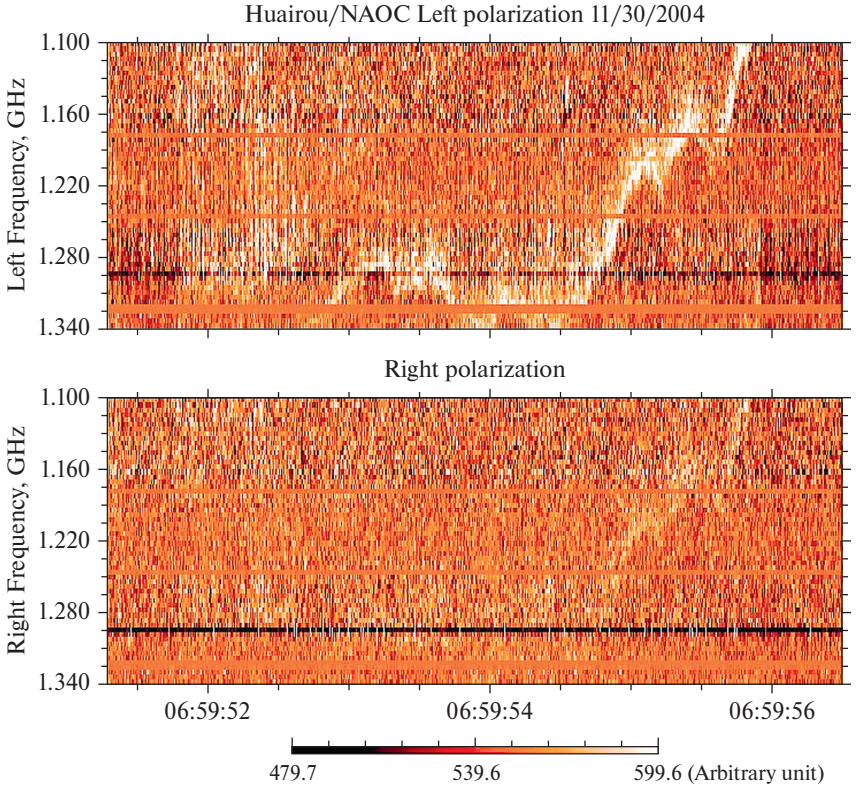 Huairou/NAOC Left polarization 11/30/2004
1.100
1.160
1.220
1.280
1.340
Left Frequency, GHz
Right polarization
1.100
1.160
1.220
1.280
1.340
Right Frequency, GHz
06:59:52 06:59:54 06:59:56
479.7 539.6 599.6 (Arbitrary unit)